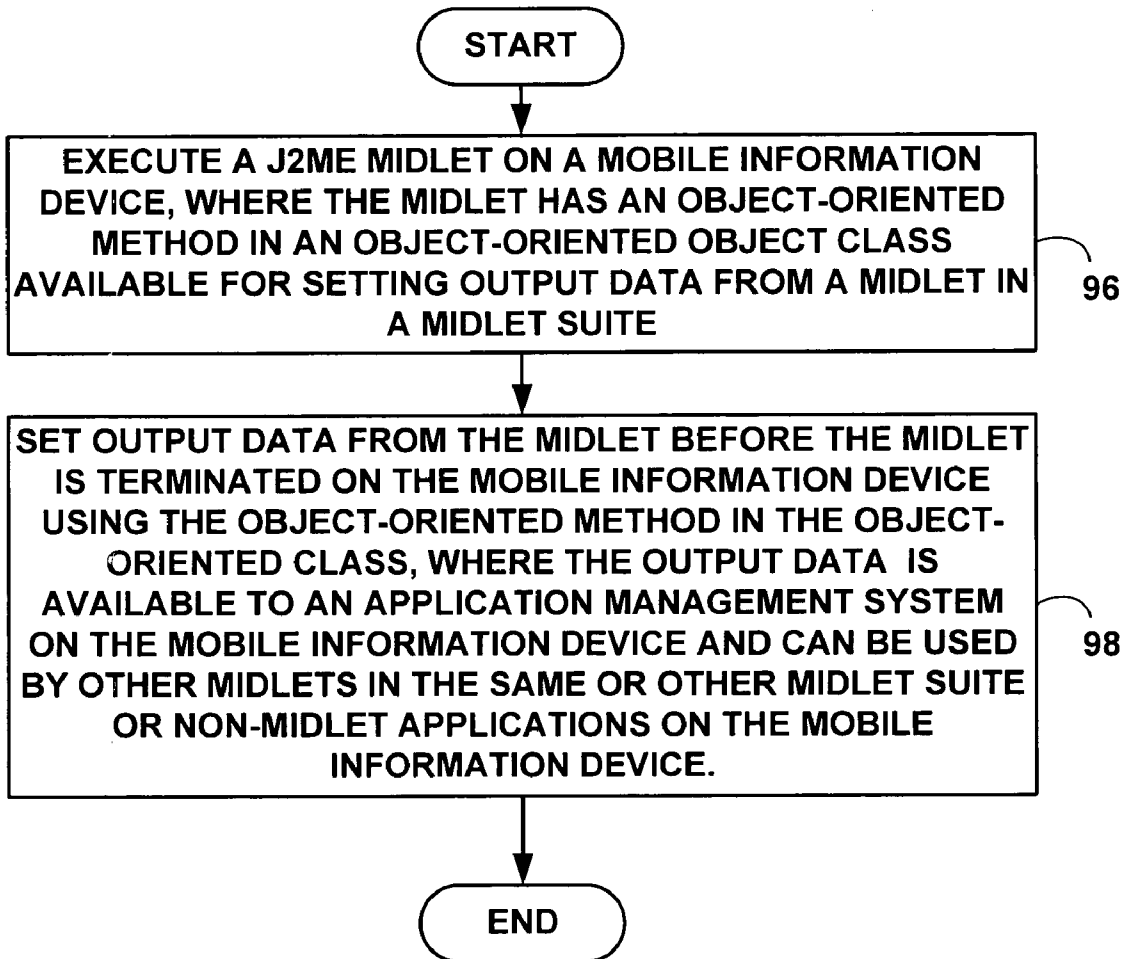 START
EXECUTE A J2ME MIDLET ON A MOBILE INFORMATION
DEVICE, WHERE THE MIDLET HAS AN OBJECT-ORIENTED
METHOD IN AN OBJECT-ORIENTED OBJECT CLASS
AVAILABLE FOR SETTING OUTPUT DATA FROM A MIDLET IN
A MIDLET SUITE
96
SET OUTPUT DATA FROM THE MIDLET BEFORE THE MIDLET
IS TERMINATED ON THE MOBILE INFORMATION DEVICE
USING THE OBJECT-ORIENTED METHOD IN THE OBJECT-
ORIENTED CLASS, WHERE THE OUTPUT DATA IS
AVAILABLE TO AN APPLICATION MANAGEMENT SYSTEM
ON THE MOBILE INFORMATION DEVICE AND CAN BE USED
BY OTHER MIDLETS IN THE SAME OR OTHER MIDLET SUITE
OR NON-MIDLET APPLICATIONS ON THE MOBILE
INFORMATION DEVICE.
98
END